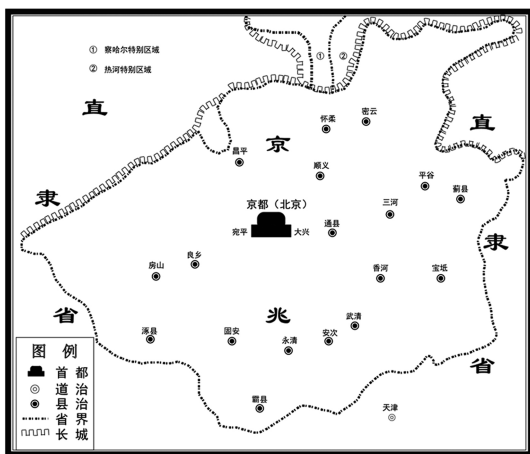 ① 察哈尔特别区域
② 热河特别区域
① ②
直
隶
省
直
隶
省
京
兆
怀柔
密云
昌平
顺义
平谷
蓟县
三河
京都（北京）
宛平
大兴
通县
良乡
房山
香河
宝坻
武清
涿县
固安
永清
安次
霸县
天津
图 例
首 都
道 治
县 治
省 界
长 城